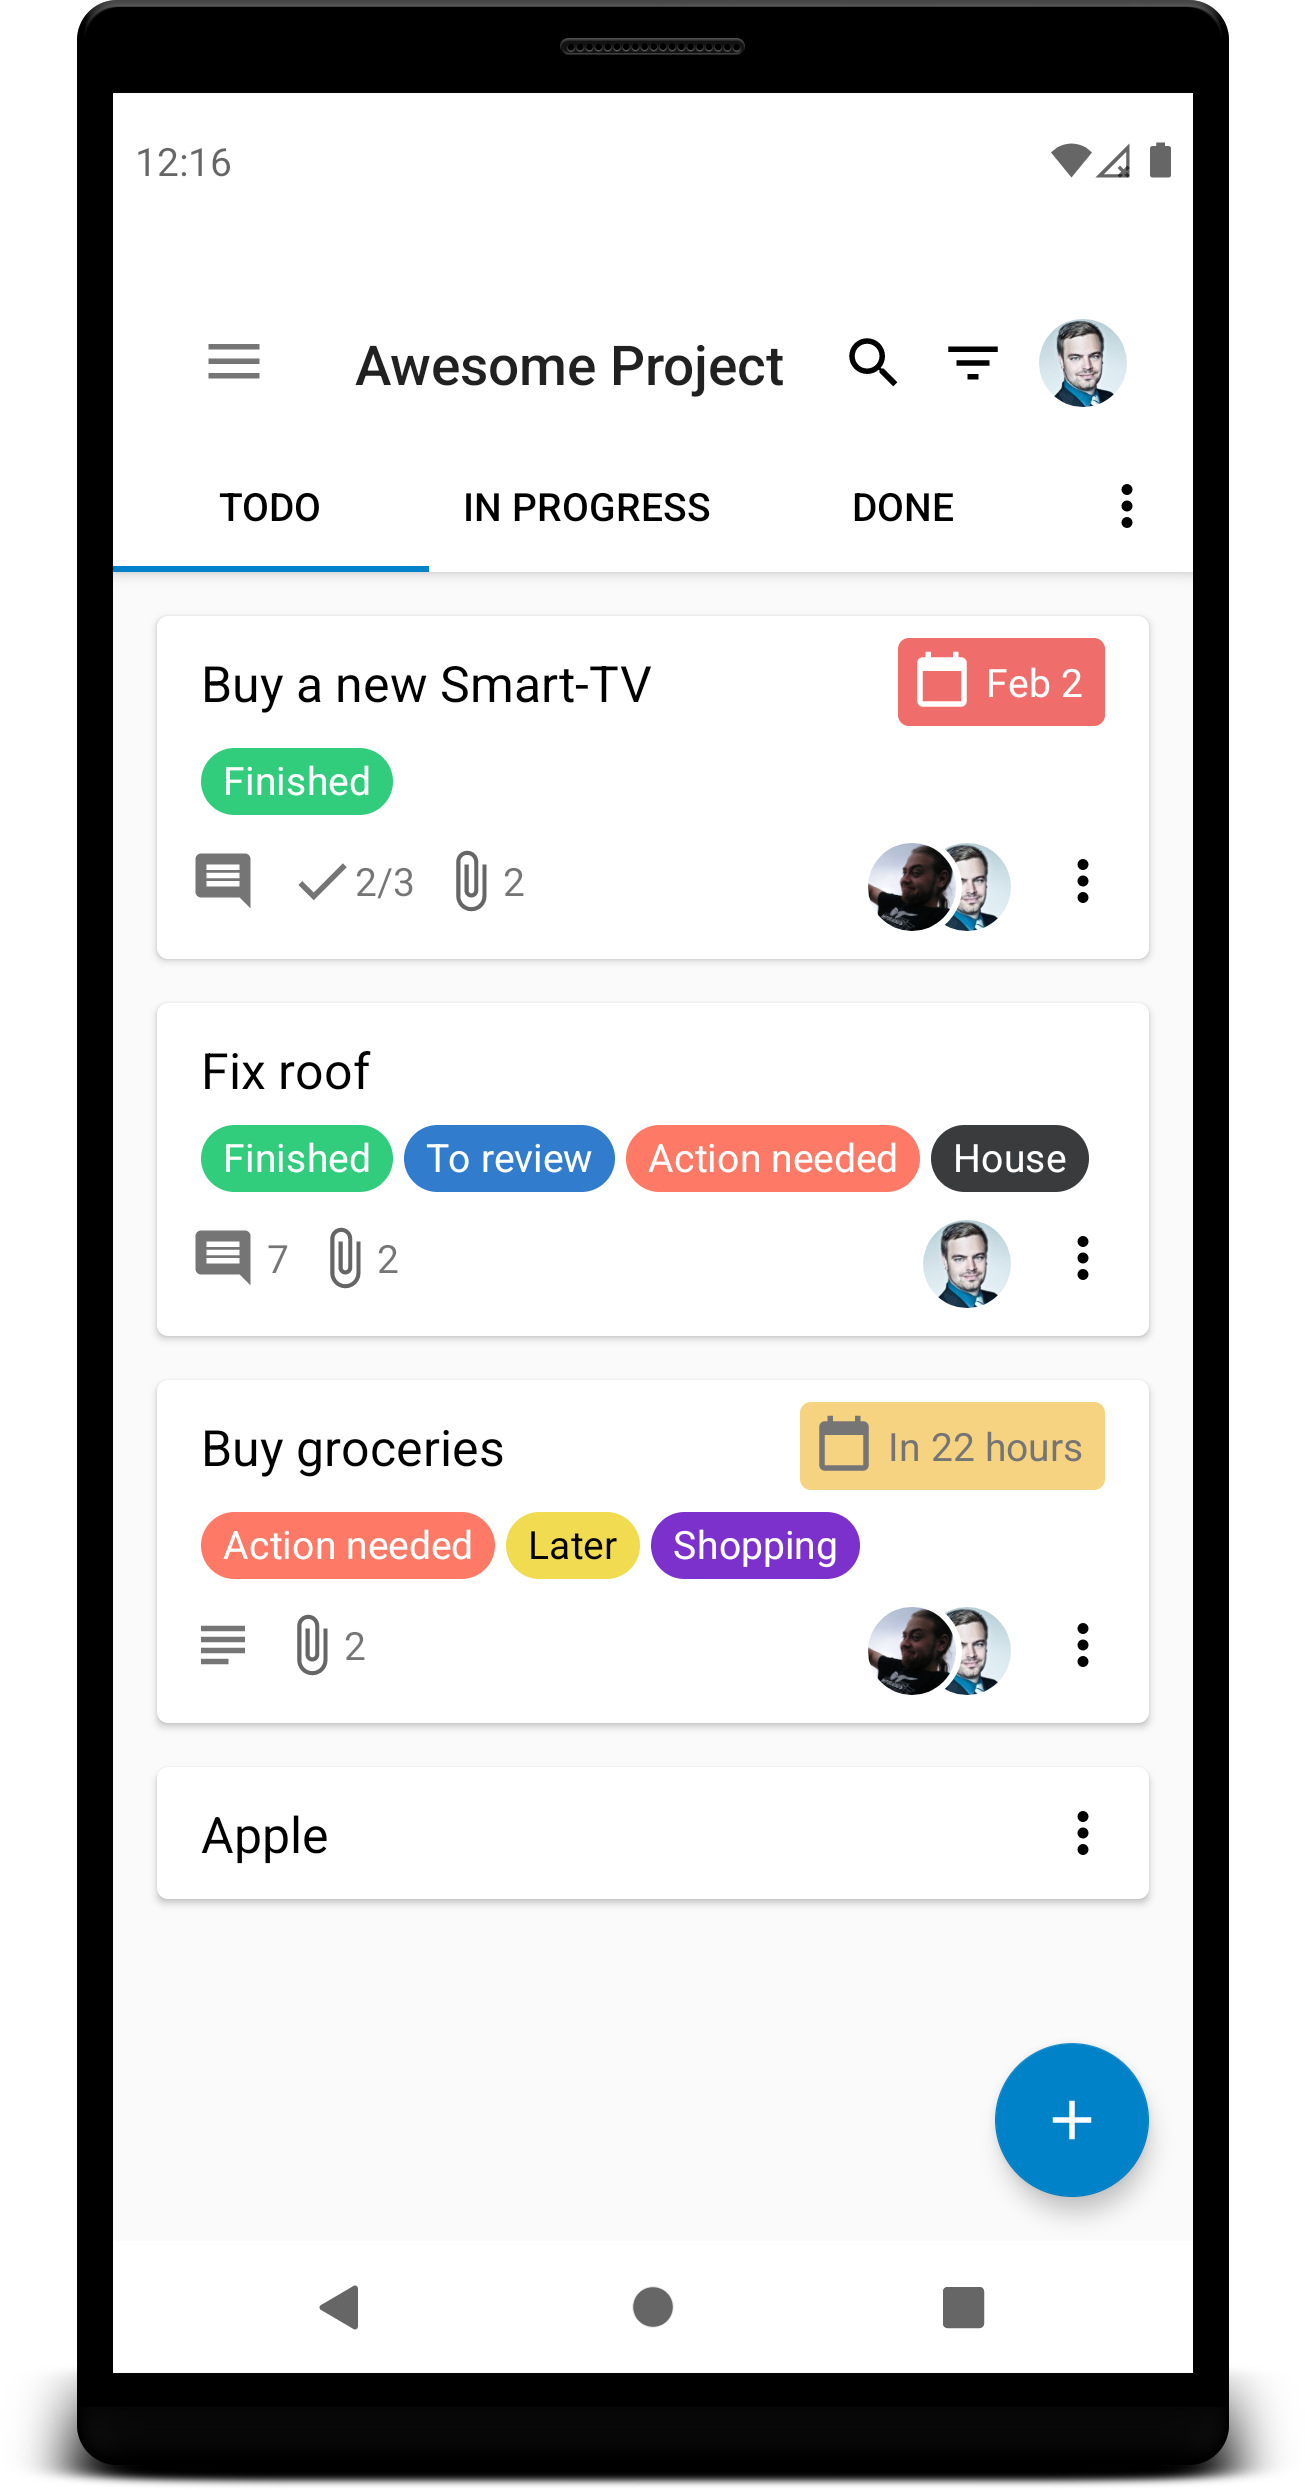 12:16
Awesome Project
TODO IN PROGRESS DONE
Buy a new Smart-TV Feb 2
Finished
2/3 2
Fix roof
Finished To review Action needed House
7 2
Buy groceries In 22 hours
Action needed Later Shopping
2
Apple